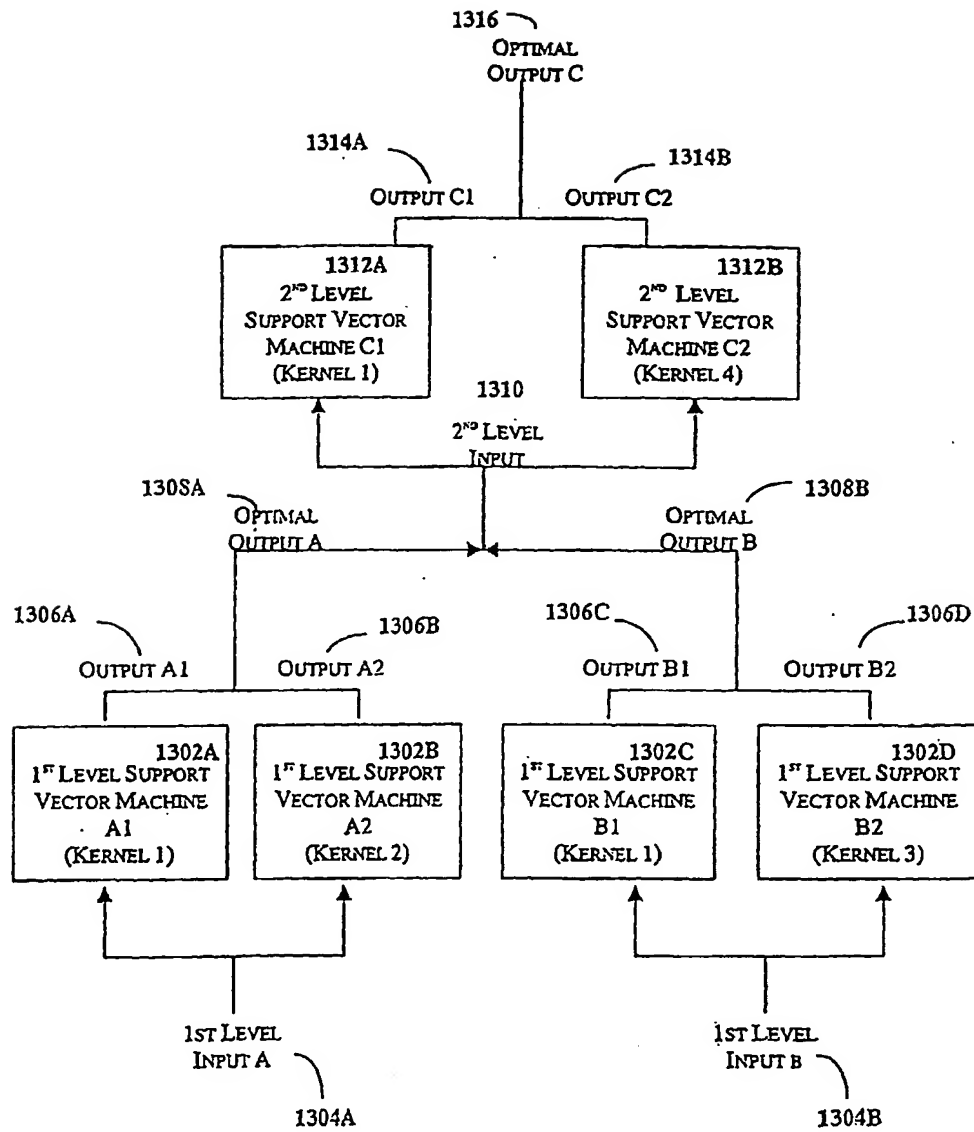 1316
OPTIMAL
OUTPUT C
1314A
1314B
OUTPUT C1
OUTPUT C2
1312A
2ND LEVEL
SUPPORT VECTOR
MACHINE C1
(KERNEL 1)
1312B
2ND LEVEL
SUPPORT VECTOR
MACHINE C2
(KERNEL 4)
1310
2ND LEVEL
INPUT
1308A
OPTIMAL
OUTPUT A
1308B
OPTIMAL
OUTPUT B
1306A
OUTPUT A1
1306B
OUTPUT A2
1306C
OUTPUT B1
1306D
OUTPUT B2
1302A
1ST LEVEL SUPPORT
VECTOR MACHINE
A1
(KERNEL 1)
1302B
1ST LEVEL SUPPORT
VECTOR MACHINE
A2
(KERNEL 2)
1302C
1ST LEVEL SUPPORT
VECTOR MACHINE
B1
(KERNEL 1)
1302D
1ST LEVEL SUPPORT
VECTOR MACHINE
B2
(KERNEL 3)
1ST LEVEL
INPUT A
1304A
1ST LEVEL
INPUT B
1304B